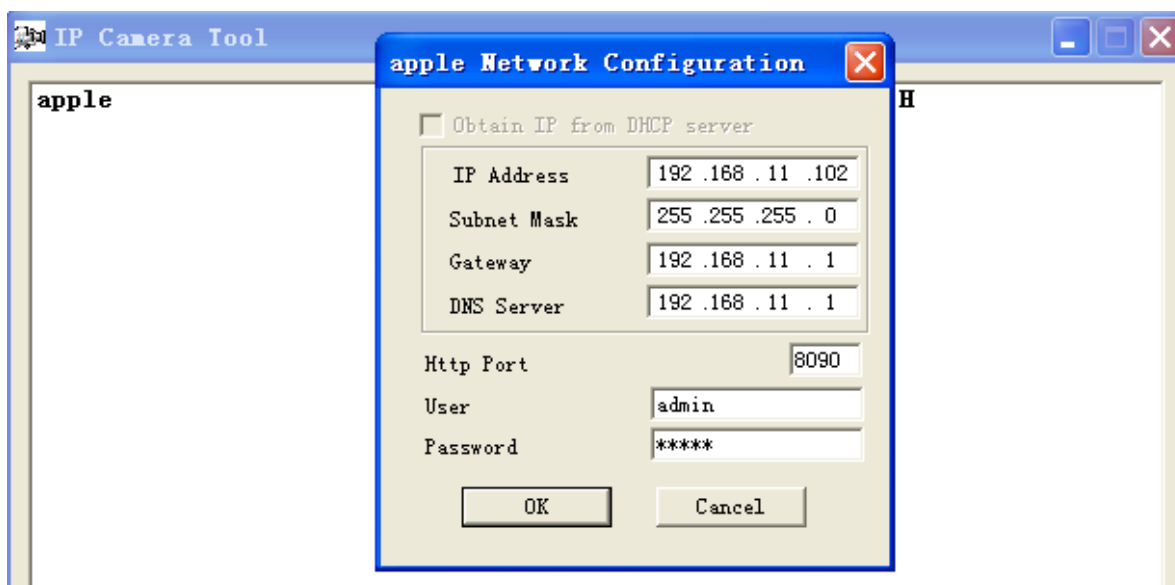 IP Camera Tool
apple Network Configuration
apple
H
Obtain IP from DHCP server
IP Address 192 .168 . 11 .102
Subnet Mask 255 .255 .255 . 0
Gateway 192 .168 . 11 . 1
DNS Server 192 .168 . 11 . 1
Http Port 8090
User admin
Password *****
OK Cancel